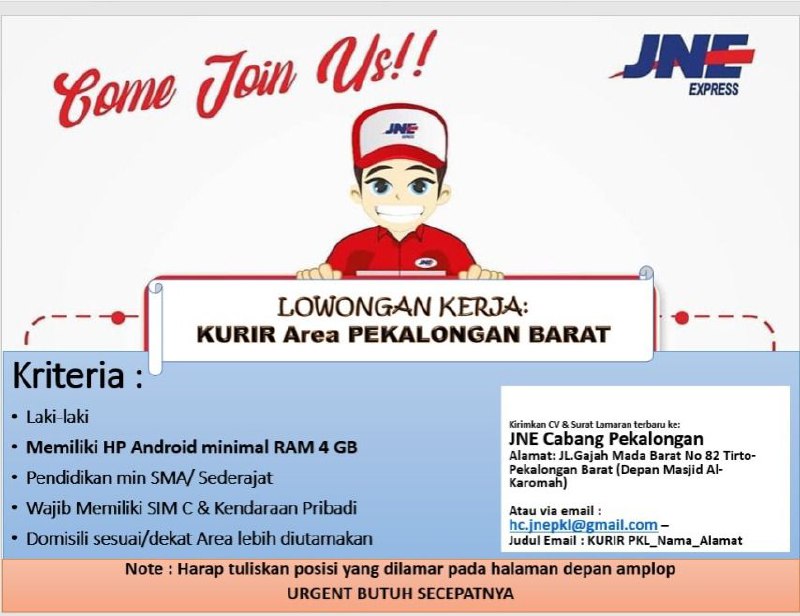 Come Join Us!!
JNE
EXPRESS
JNE
EXPRESS
JNE
LOWONGAN KERJA:
KURIR Area PEKALONGAN BARAT
Kriteria :
• Laki-laki
• Memiliki HP Android minimal RAM 4 GB
• Pendidikan min SMA/ Sederajat
• Wajib Memiliki SIM C & Kendaraan Pribadi
• Domisili sesuai/dekat Area lebih diutamakan
Kirimkan CV & Surat Lamaran terbaru ke:
JNE Cabang Pekalongan
Alamat: JL.Gajah Mada Barat No 82 Tirto-
Pekalongan Barat (Depan Masjid Al-
Karomah)
Atau via email :
hc.jnepkl@gmail.com –
Judul Email : KURIR PKL_Nama_Alamat
Note : Harap tuliskan posisi yang dilamar pada halaman depan amplop
URGENT BUTUH SECEPATNYA